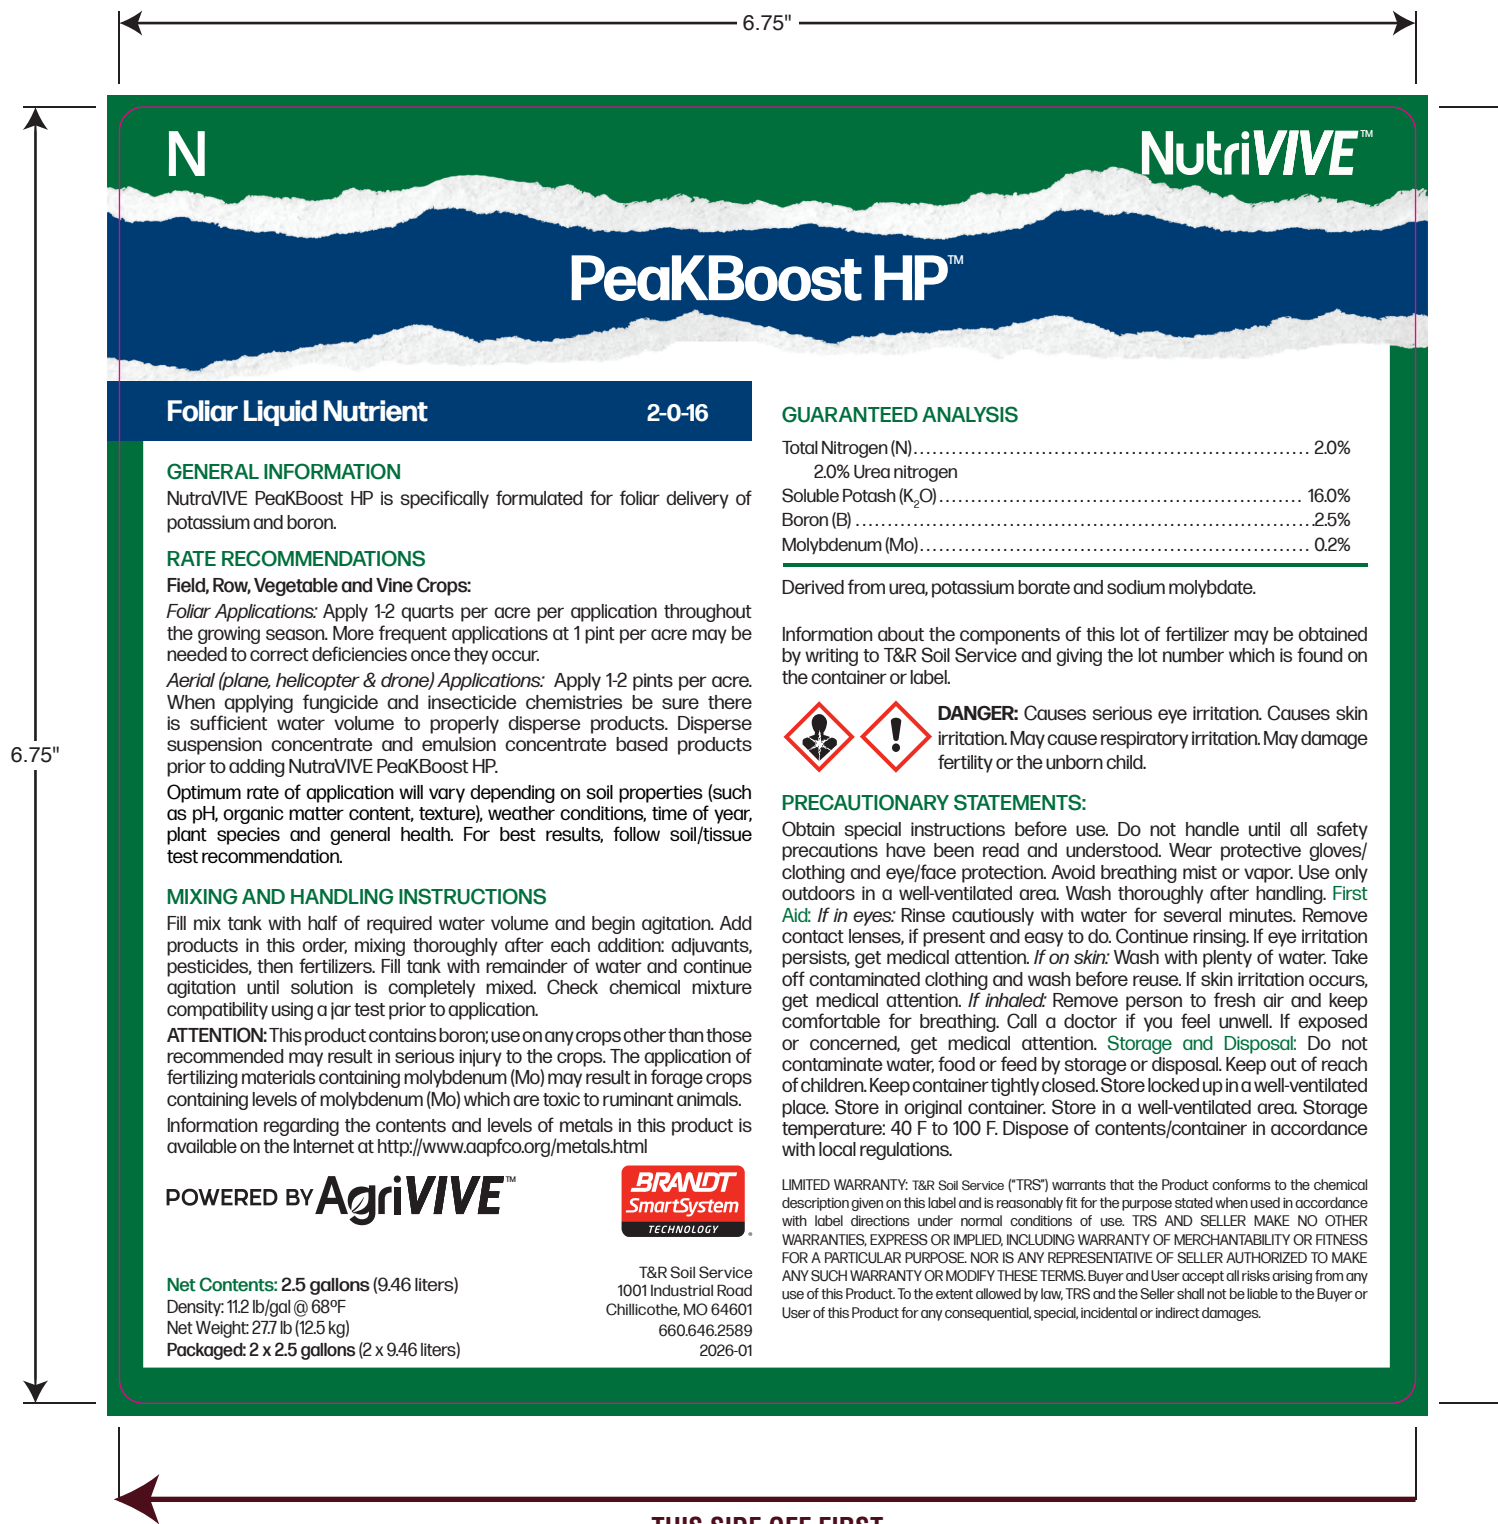 6.75"
N
NutriVIVE™
PeaKBoost HP™
Foliar Liquid Nutrient 2-0-16
GENERAL INFORMATION
NutraVIVE PeaKBoost HP is specifically formulated for foliar delivery of
potassium and boron.
RATE RECOMMENDATIONS
Field, Row, Vegetable and Vine Crops:
Foliar Applications: Apply 1-2 quarts per acre per application throughout
the growing season. More frequent applications at 1 pint per acre may be
needed to correct deficiencies once they occur.
Aerial (plane, helicopter & drone) Applications: Apply 1-2 pints per acre.
When applying fungicide and insecticide chemistries be sure there
is sufficient water volume to properly disperse products. Disperse
suspension concentrate and emulsion concentrate based products
prior to adding NutraVIVE PeaKBoost HP.
Optimum rate of application will vary depending on soil properties (such
as pH, organic matter content, texture), weather conditions, time of year,
plant species and general health. For best results, follow soil/tissue
test recommendation.
MIXING AND HANDLING INSTRUCTIONS
Fill mix tank with half of required water volume and begin agitation. Add
products in this order, mixing thoroughly after each addition: adjuvants,
pesticides, then fertilizers. Fill tank with remainder of water and continue
agitation until solution is completely mixed. Check chemical mixture
compatibility using a jar test prior to application.
ATTENTION: This product contains boron; use on any crops other than those
recommended may result in serious injury to the crops. The application of
fertilizing materials containing molybdenum (Mo) may result in forage crops
containing levels of molybdenum (Mo) which are toxic to ruminant animals.
Information regarding the contents and levels of metals in this product is
available on the Internet at http://www.aapfco.org/metals.html
POWERED BY AgriVIVE™
BRANDT
SmartSystem
TECHNOLOGY ®
Net Contents: 2.5 gallons (9.46 liters)
Density: 11.2 lb/gal @ 68ºF
Net Weight: 27.7 lb (12.5 kg)
Packaged: 2 x 2.5 gallons (2 x 9.46 liters)
T&R Soil Service
1001 Industrial Road
Chillicothe, MO 64601
660.646.2589
2026-01
GUARANTEED ANALYSIS
Total Nitrogen (N)............................................................... 2.0%
2.0% Urea nitrogen
Soluble Potash (K₂O)......................................................... 16.0%
Boron (B) ........................................................................2.5%
Molybdenum (Mo)............................................................. 0.2%
Derived from urea, potassium borate and sodium molybdate.
Information about the components of this lot of fertilizer may be obtained
by writing to T&R Soil Service and giving the lot number which is found on
the container or label.
DANGER: Causes serious eye irritation. Causes skin
irritation. May cause respiratory irritation. May damage
fertility or the unborn child.
PRECAUTIONARY STATEMENTS:
Obtain special instructions before use. Do not handle until all safety
precautions have been read and understood. Wear protective gloves/
clothing and eye/face protection. Avoid breathing mist or vapor. Use only
outdoors in a well-ventilated area. Wash thoroughly after handling. First
Aid: If in eyes: Rinse cautiously with water for several minutes. Remove
contact lenses, if present and easy to do. Continue rinsing. If eye irritation
persists, get medical attention. If on skin: Wash with plenty of water. Take
off contaminated clothing and wash before reuse. If skin irritation occurs,
get medical attention. If inhaled: Remove person to fresh air and keep
comfortable for breathing. Call a doctor if you feel unwell. If exposed
or concerned, get medical attention. Storage and Disposal: Do not
contaminate water, food or feed by storage or disposal. Keep out of reach
of children. Keep container tightly closed. Store locked up in a well-ventilated
place. Store in original container. Store in a well-ventilated area. Storage
temperature: 40 F to 100 F. Dispose of contents/container in accordance
with local regulations.
LIMITED WARRANTY: T&R Soil Service ("TRS") warrants that the Product conforms to the chemical
description given on this label and is reasonably fit for the purpose stated when used in accordance
with label directions under normal conditions of use. TRS AND SELLER MAKE NO OTHER
WARRANTIES, EXPRESS OR IMPLIED, INCLUDING WARRANTY OF MERCHANTABILITY OR FITNESS
FOR A PARTICULAR PURPOSE. NOR IS ANY REPRESENTATIVE OF SELLER AUTHORIZED TO MAKE
ANY SUCH WARRANTY OR MODIFY THESE TERMS. Buyer and User accept all risks arising from any
use of this Product. To the extent allowed by law, TRS and the Seller shall not be liable to the Buyer or
User of this Product for any consequential, special, incidental or indirect damages.
6.75"
THIS SIDE OFF FIRST